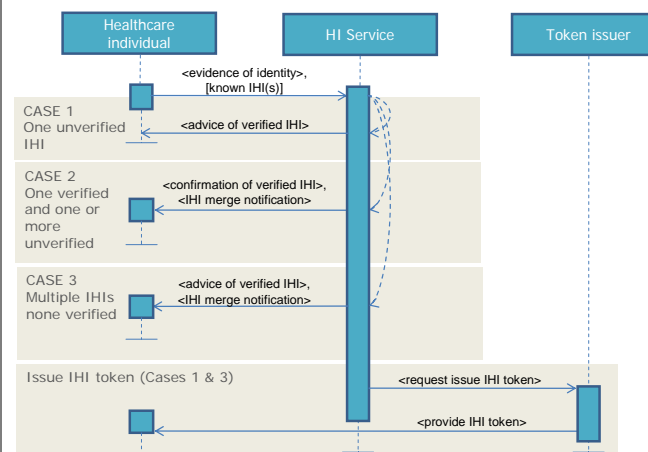 Healthcare
individual
HI Service
Token issuer
<evidence of identity>,
[known IHI(s)]
CASE 1
One unverified
IHI
<advice of verified IHI>
CASE 2
One verified
and one or
more
unverified
<confirmation of verified IHI>,
<IHI merge notification>
CASE 3
Multiple IHIs
none verified
<advice of verified IHI>,
<IHI merge notification>
Issue IHI token (Cases 1 & 3)
<request issue IHI token>
<provide IHI token>